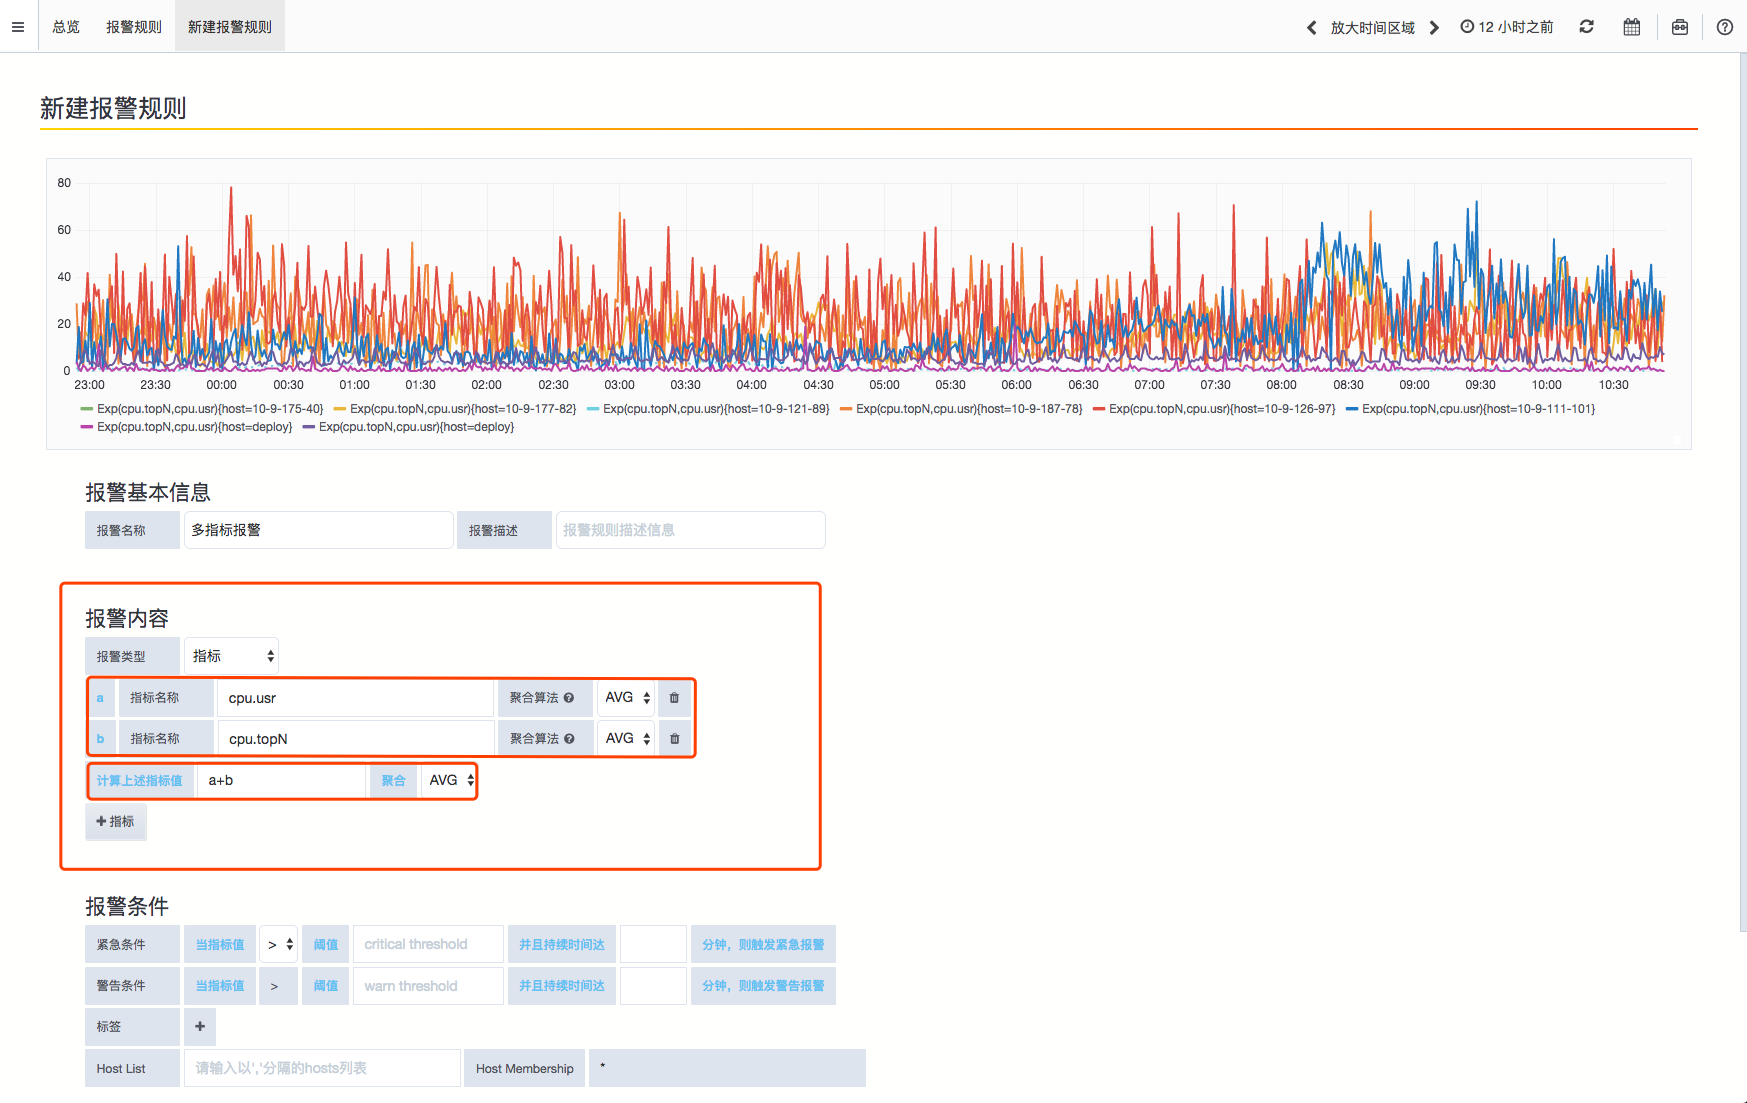 总览 报警规则 新建报警规则 放大时间区域 12 小时之前
新建报警规则
80
60
40
20
0
23:00 23:30 00:00 00:30 01:00 01:30 02:00 02:30 03:00 03:30 04:00 04:30 05:00 05:30 06:00 06:30 07:00 07:30 08:00 08:30 09:00 09:30 10:00 10:30
Exp(cpu.topN,cpu.usr){host=10-9-175-40} Exp(cpu.topN,cpu.usr){host=10-9-177-82} Exp(cpu.topN,cpu.usr){host=10-9-121-89} Exp(cpu.topN,cpu.usr){host=10-9-187-78} Exp(cpu.topN,cpu.usr){host=10-9-126-97} Exp(cpu.topN,cpu.usr){host=10-9-111-101}
Exp(cpu.topN,cpu.usr){host=deploy} Exp(cpu.topN,cpu.usr){host=deploy}
报警基本信息
报警名称 多指标报警 报警描述 报警规则描述信息
报警内容
报警类型 指标
a 指标名称 cpu.usr 聚合算法 AVG
b 指标名称 cpu.topN 聚合算法 AVG
计算上述指标值 a+b 聚合 AVG
+ 指标
报警条件
紧急条件 当指标值 > 阈值 critical threshold 并且持续时间达 分钟，则触发紧急报警
警告条件 当指标值 > 阈值 warn threshold 并且持续时间达 分钟，则触发警告报警
标签 +
Host List 请输入以','分隔的hosts列表 Host Membership *